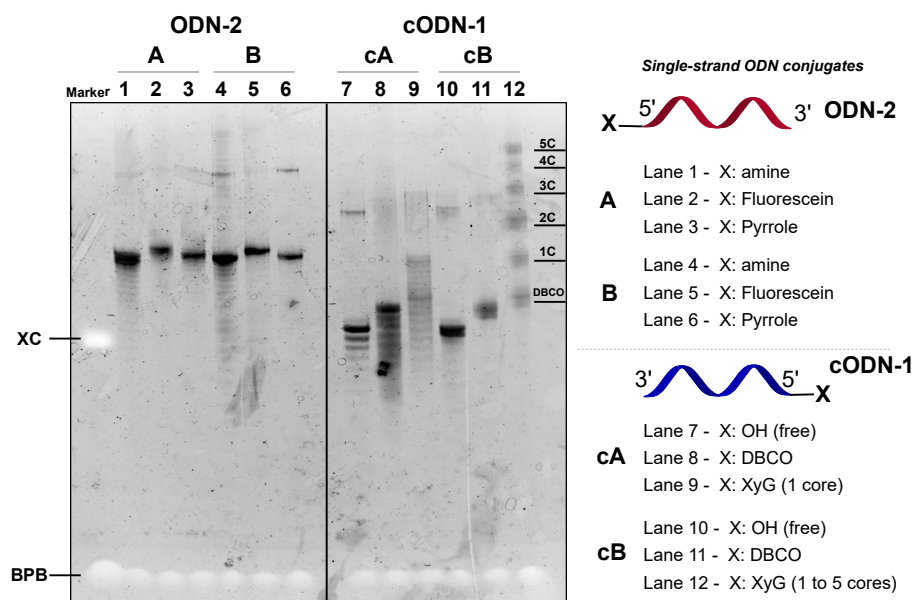 ODN-2
cODN-1
A
B
cA
cB
Marker
1
2
3
4
5
6
7
8
9
10
11
12
5C
4C
3C
2C
1C
DBCO
XC
BPB
Single-strand ODN conjugates
X
5'
3'
ODN-2
A
Lane 1 - X: amine
Lane 2 - X: Fluorescein
Lane 3 - X: Pyrrole
B
Lane 4 - X: amine
Lane 5 - X: Fluorescein
Lane 6 - X: Pyrrole
3'
5'
X
cODN-1
cA
Lane 7 - X: OH (free)
Lane 8 - X: DBCO
Lane 9 - X: XyG (1 core)
cB
Lane 10 - X: OH (free)
Lane 11 - X: DBCO
Lane 12 - X: XyG (1 to 5 cores)